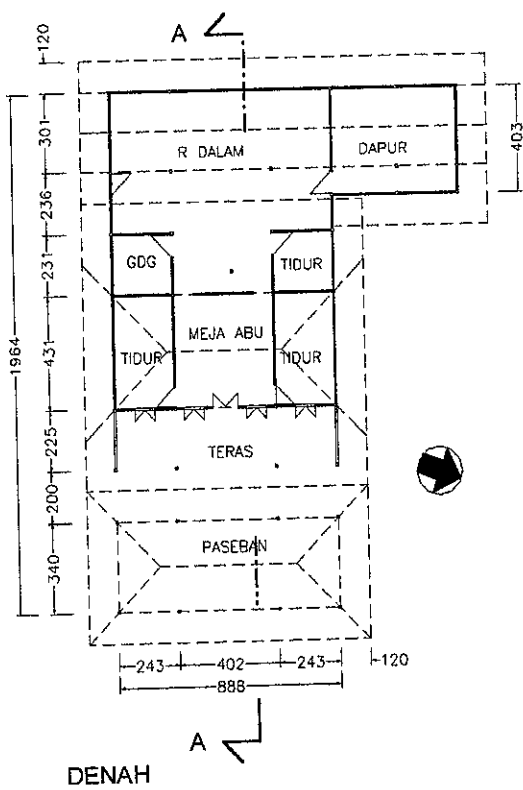 A
120
301
236
231
431
225
200
340
1964
403
R DALAM
DAPUR
GDG
TIDUR
MEJA ABU
TIDUR
TIDUR
TERAS
PASEBAN
243
402
243
120
888
A
DENAH